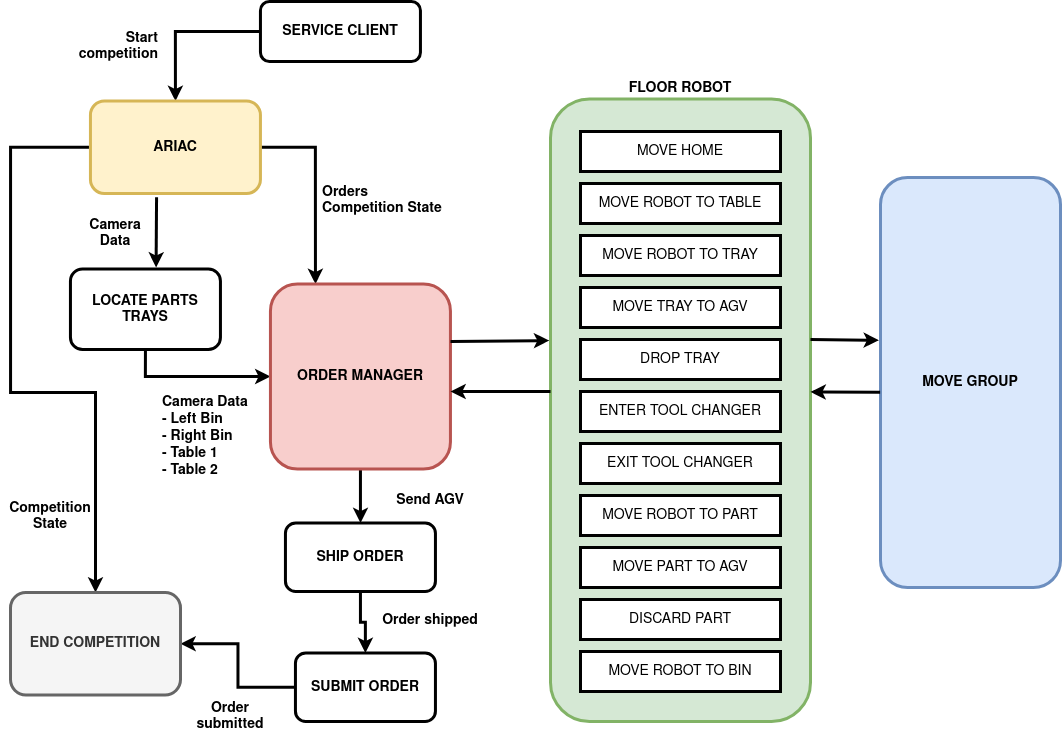 SERVICE CLIENT
Start
competition
ARIAC
Orders
Competition State
Camera
Data
LOCATE PARTS
TRAYS
ORDER MANAGER
Camera Data
- Left Bin
- Right Bin
- Table 1
- Table 2
Competition
State
Send AGV
SHIP ORDER
Order shipped
END COMPETITION
SUBMIT ORDER
Order
submitted
FLOOR ROBOT
MOVE HOME
MOVE ROBOT TO TABLE
MOVE ROBOT TO TRAY
MOVE TRAY TO AGV
DROP TRAY
ENTER TOOL CHANGER
EXIT TOOL CHANGER
MOVE ROBOT TO PART
MOVE PART TO AGV
DISCARD PART
MOVE ROBOT TO BIN
MOVE GROUP